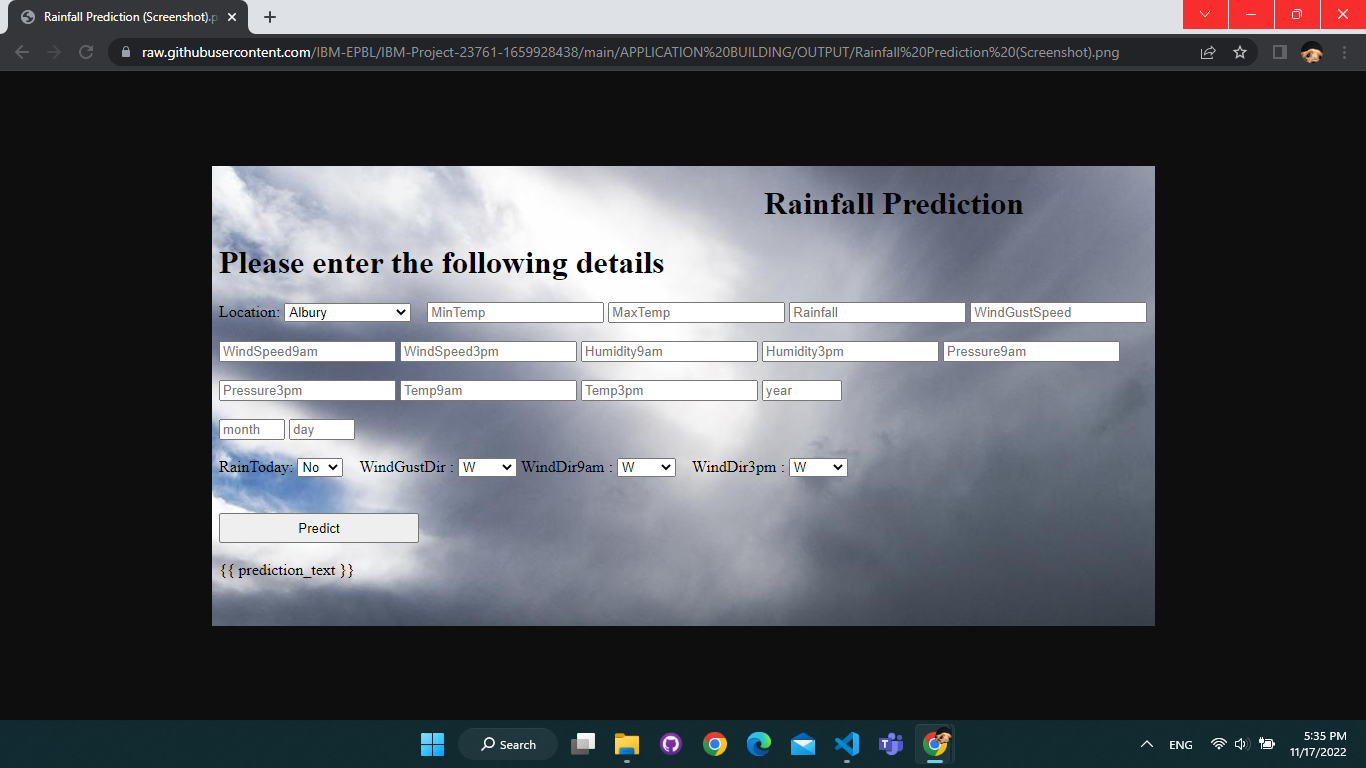 Rainfall Prediction (Screenshot).p
raw.githubusercontent.com/IBM-EPBL/IBM-Project-23761-1659928438/main/APPLICATION%20BUILDING/OUTPUT/Rainfall%20Prediction%20(Screenshot).png
Rainfall Prediction
Please enter the following details
Location: Albury MinTemp MaxTemp Rainfall WindGustSpeed
WindSpeed9am WindSpeed3pm Humidity9am Humidity3pm Pressure9am
Pressure3pm Temp9am Temp3pm year
month day
RainToday: No WindGustDir : W WindDir9am : W WindDir3pm : W
Predict
{{ prediction_text }}
Search ENG 5:35 PM
11/17/2022